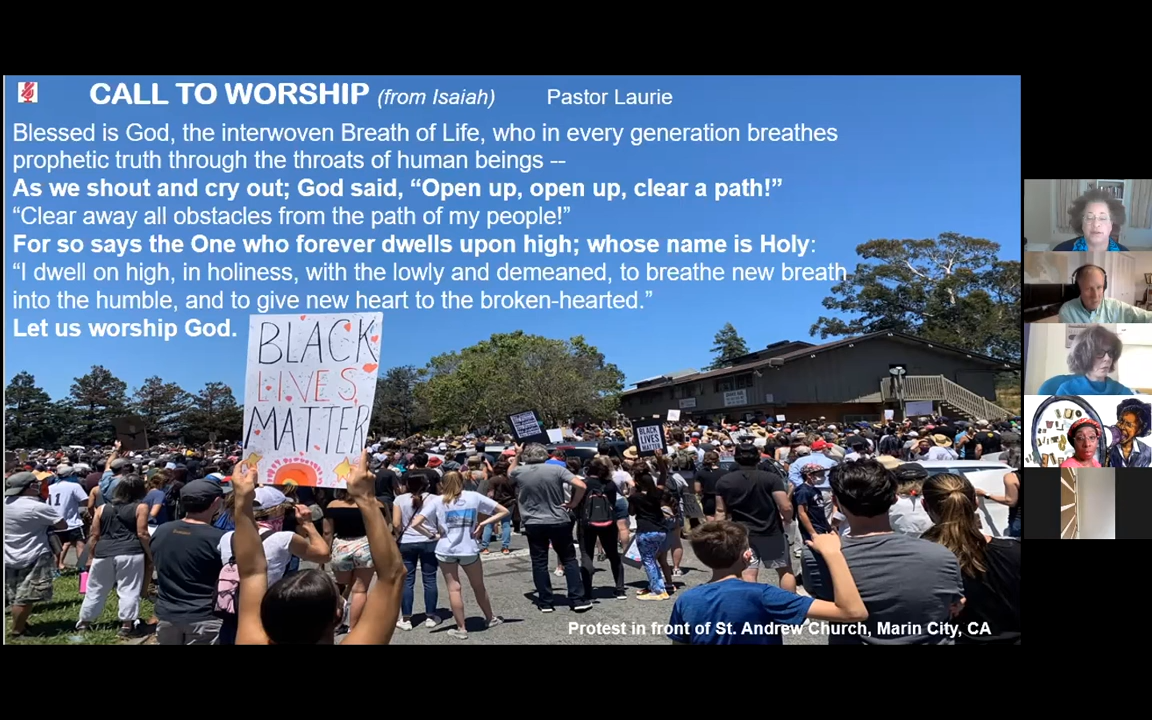 CALL TO WORSHIP (from Isaiah) Pastor Laurie
Blessed is God, the interwoven Breath of Life, who in every generation breathes
prophetic truth through the throats of human beings --
As we shout and cry out; God said, “Open up, open up, clear a path!”
“Clear away all obstacles from the path of my people!”
For so says the One who forever dwells upon high; whose name is Holy:
“I dwell on high, in holiness, with the lowly and demeaned, to breathe new breath
into the humble, and to give new heart to the broken-hearted.”
Let us worship God.
BLACK
LIVES
MATTER
BLACK
LIVES
MATTER
Protest in front of St. Andrew Church, Marin City, CA